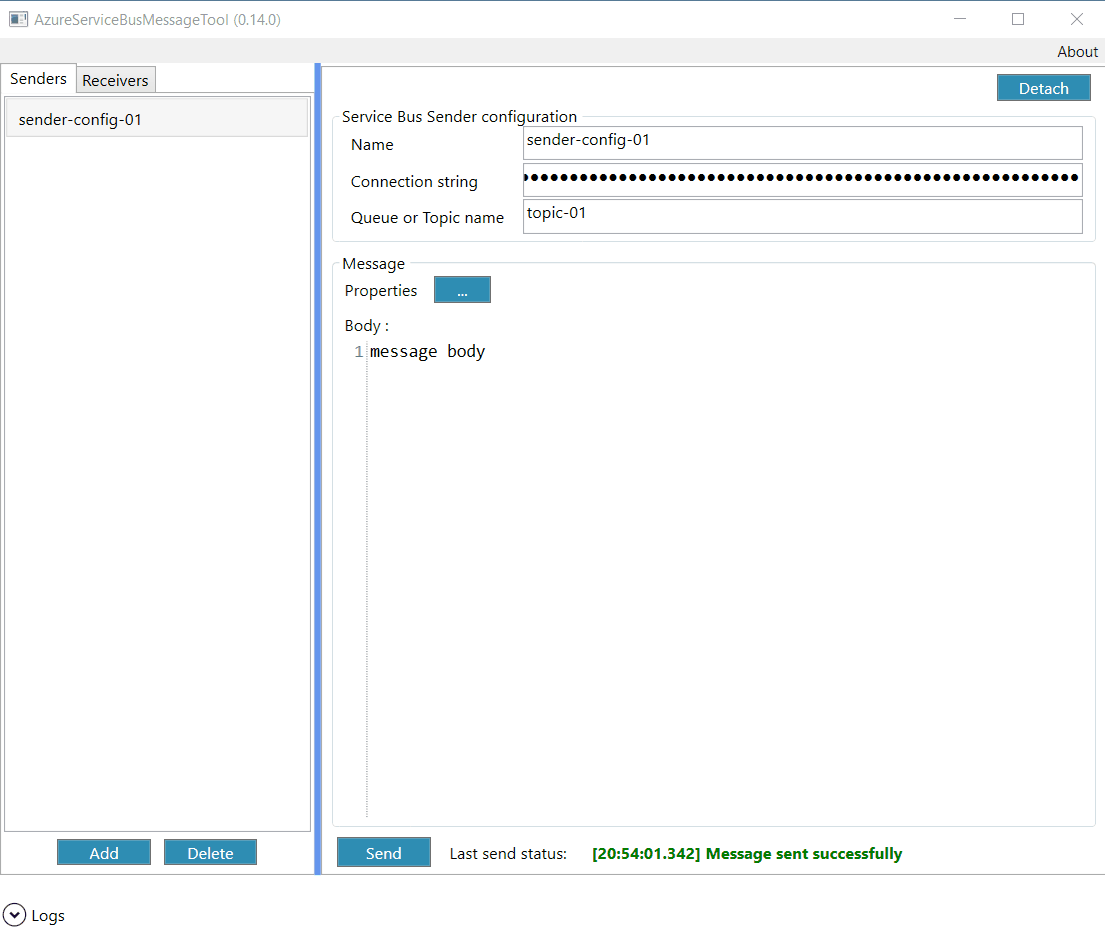 AzureServiceBusMessageTool (0.14.0)
About
Senders Receivers
sender-config-01
Detach
Service Bus Sender configuration
Name sender-config-01
Connection string
Queue or Topic name topic-01
Message
Properties ...
Body :
1 message body
Add Delete
Send Last send status: [20:54:01.342] Message sent successfully
Logs